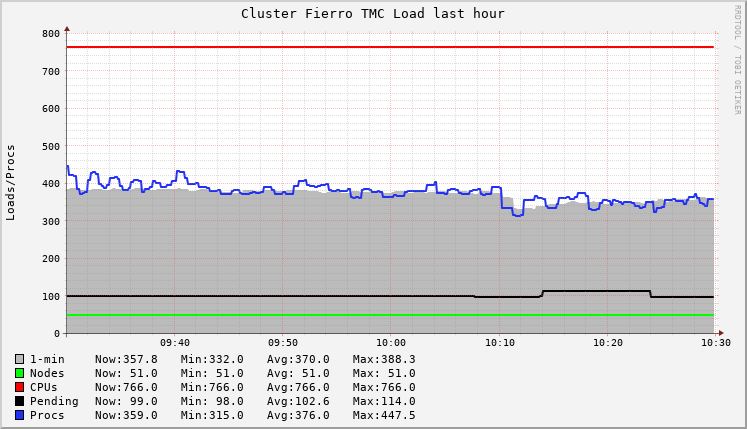 Cluster Fierro TMC Load last hour
RRDTOOL / TOBI OETIKER
Loads/Procs
800
700
600
500
400
300
200
100
0
09:40 09:50 10:00 10:10 10:20 10:30
1-min Now:357.8 Min:332.0 Avg:370.0 Max:388.3
Nodes Now: 51.0 Min: 51.0 Avg: 51.0 Max: 51.0
CPUs Now:766.0 Min:766.0 Avg:766.0 Max:766.0
Pending Now: 99.0 Min: 98.0 Avg:102.6 Max:114.0
Procs Now:359.0 Min:315.0 Avg:376.0 Max:447.5